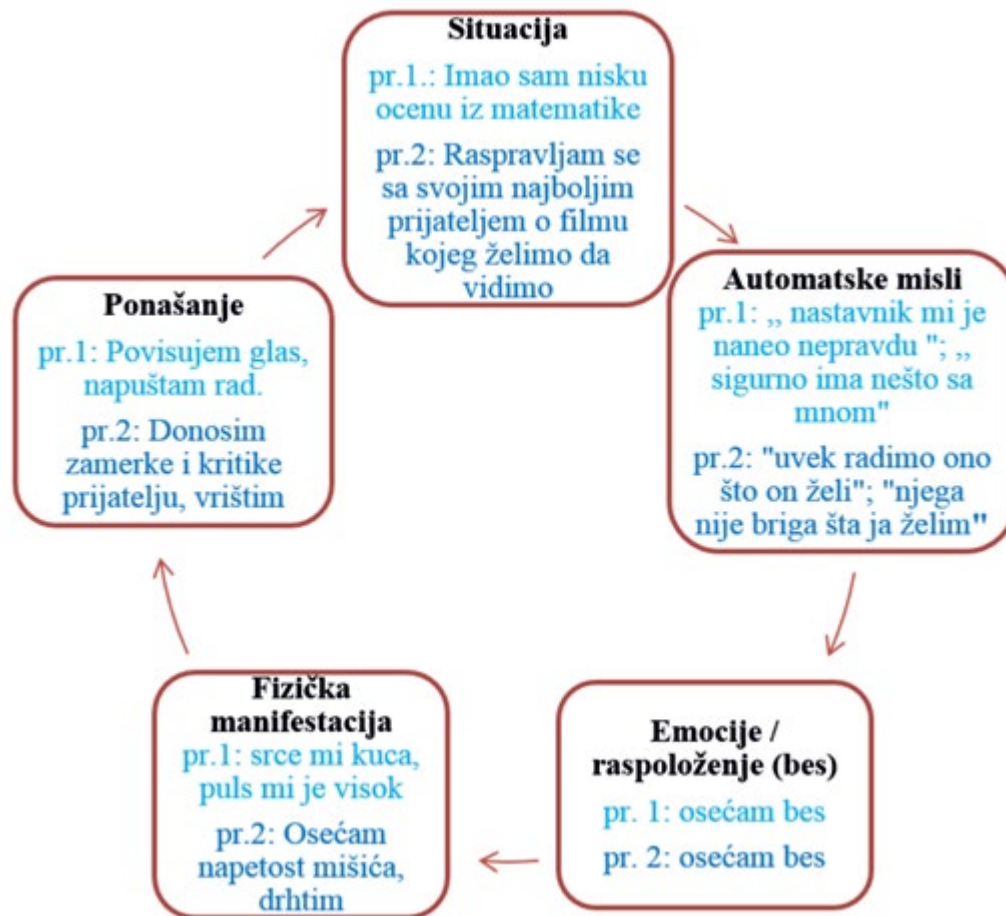 Situacija
pr.1.: Imao sam nisku
ocenu iz matematike
pr.2: Raspravljam se
sa svojim najboljim
prijateljem o filmu
kojeg želimo da
vidimo
Automatske misli
pr.1: ,, nastavnik mi je
naneo nepravdu "; ,,
sigurno ima nešto sa
mnom"
pr.2: "uvek radimo ono
što on želi"; "njega
nije briga šta ja želim"
Emocije /
raspoloženje (bes)
pr. 1: osećam bes
pr. 2: osećam bes
Fizička
manifestacija
pr.1: srce mi kuca,
puls mi je visok
pr.2: Osećam
napetost mišića,
drhtim
Ponašanje
pr.1: Povisujem glas,
napuštam rad.
pr.2: Donosim
zamerke i kritike
prijatelju, vrištim